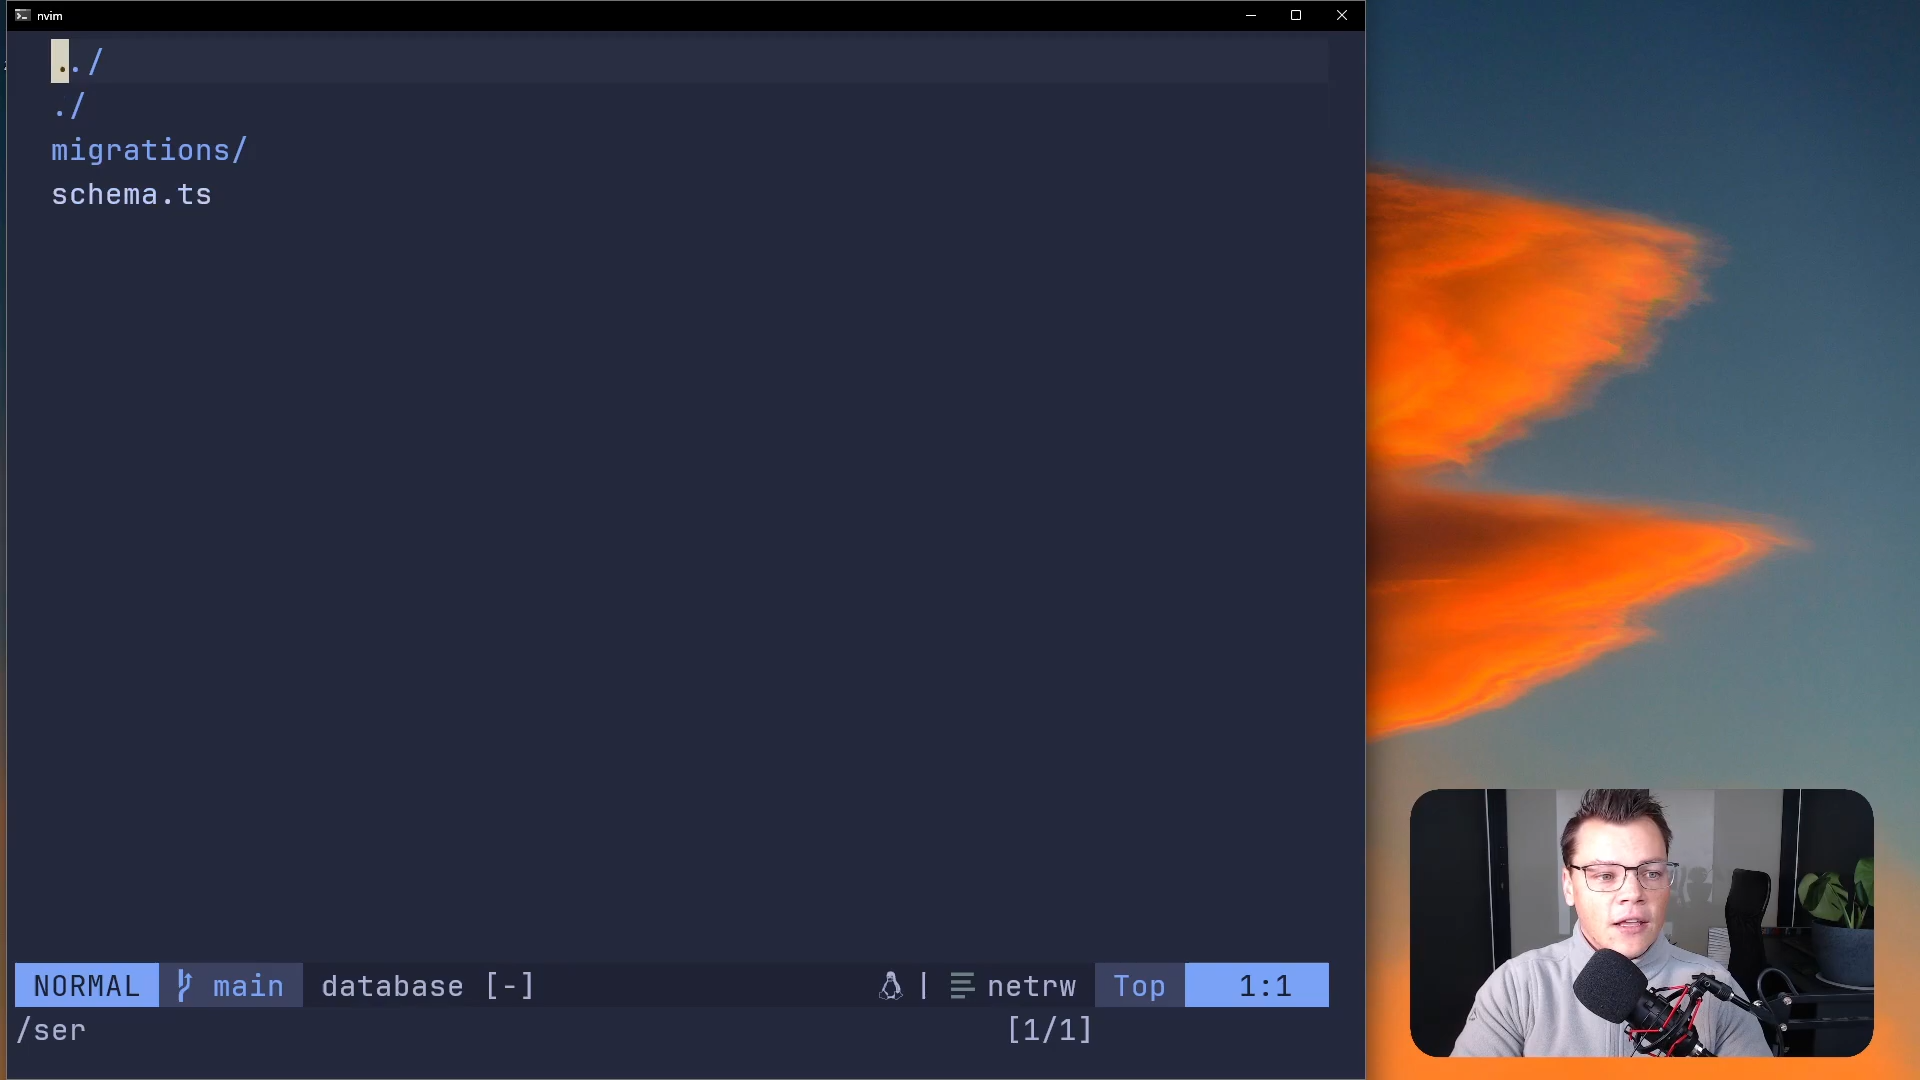 nvim
../
./
migrations/
schema.ts
NORMAL main database [-] | netrw Top 1:1
/ser [1/1]